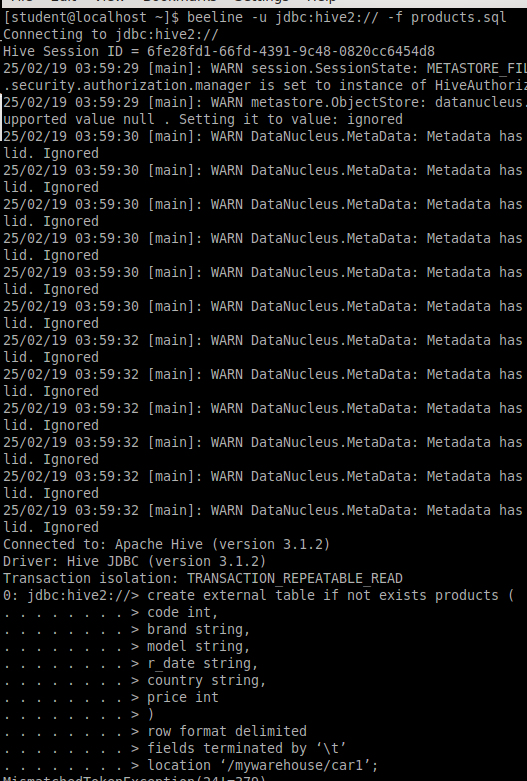 [student@localhost ~]$ beeline -u jdbc:hive2:// -f products.sql
Connecting to jdbc:hive2://
Hive Session ID = 6fe28fd1-66fd-4391-9c48-0820cc6454d8
25/02/19 03:59:29 [main]: WARN session.SessionState: METASTORE_FIL
.security.authorization.manager is set to instance of HiveAuthoriz
25/02/19 03:59:29 [main]: WARN metastore.ObjectStore: datanucleus.
upported value null . Setting it to value: ignored
25/02/19 03:59:30 [main]: WARN DataNucleus.MetaData: Metadata has
lid. Ignored
25/02/19 03:59:30 [main]: WARN DataNucleus.MetaData: Metadata has
lid. Ignored
25/02/19 03:59:30 [main]: WARN DataNucleus.MetaData: Metadata has
lid. Ignored
25/02/19 03:59:30 [main]: WARN DataNucleus.MetaData: Metadata has
lid. Ignored
25/02/19 03:59:30 [main]: WARN DataNucleus.MetaData: Metadata has
lid. Ignored
25/02/19 03:59:30 [main]: WARN DataNucleus.MetaData: Metadata has
lid. Ignored
25/02/19 03:59:32 [main]: WARN DataNucleus.MetaData: Metadata has
lid. Ignored
25/02/19 03:59:32 [main]: WARN DataNucleus.MetaData: Metadata has
lid. Ignored
25/02/19 03:59:32 [main]: WARN DataNucleus.MetaData: Metadata has
lid. Ignored
25/02/19 03:59:32 [main]: WARN DataNucleus.MetaData: Metadata has
lid. Ignored
25/02/19 03:59:32 [main]: WARN DataNucleus.MetaData: Metadata has
lid. Ignored
25/02/19 03:59:32 [main]: WARN DataNucleus.MetaData: Metadata has
lid. Ignored
Connected to: Apache Hive (version 3.1.2)
Driver: Hive JDBC (version 3.1.2)
Transaction isolation: TRANSACTION_REPEATABLE_READ
0: jdbc:hive2://> create external table if not exists products (
. . . . . . . . > code int,
. . . . . . . . > brand string,
. . . . . . . . > model string,
. . . . . . . . > r_date string,
. . . . . . . . > country string,
. . . . . . . . > price int
. . . . . . . . > )
. . . . . . . . > row format delimited
. . . . . . . . > fields terminated by ‘\t’
. . . . . . . . > location ‘/mywarehouse/car1’;